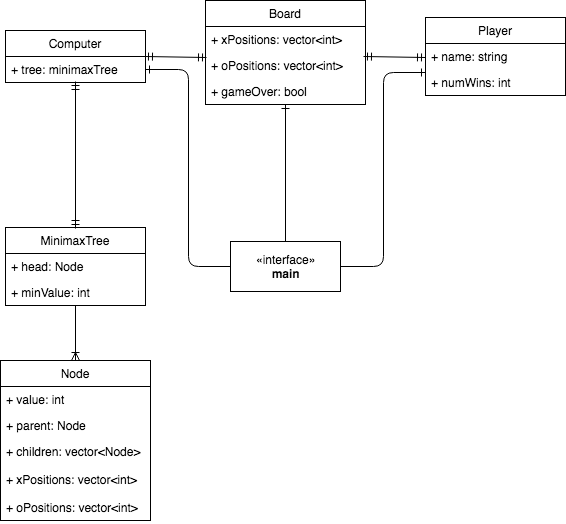 Computer
+ tree: minimaxTree
Board
+ xPositions: vector<int>
+ oPositions: vector<int>
+ gameOver: bool
Player
+ name: string
+ numWins: int
MinimaxTree
+ head: Node
+ minValue: int
«interface»
main
Node
+ value: int
+ parent: Node
+ children: vector<Node>
+ xPositions: vector<int>
+ oPositions: vector<int>